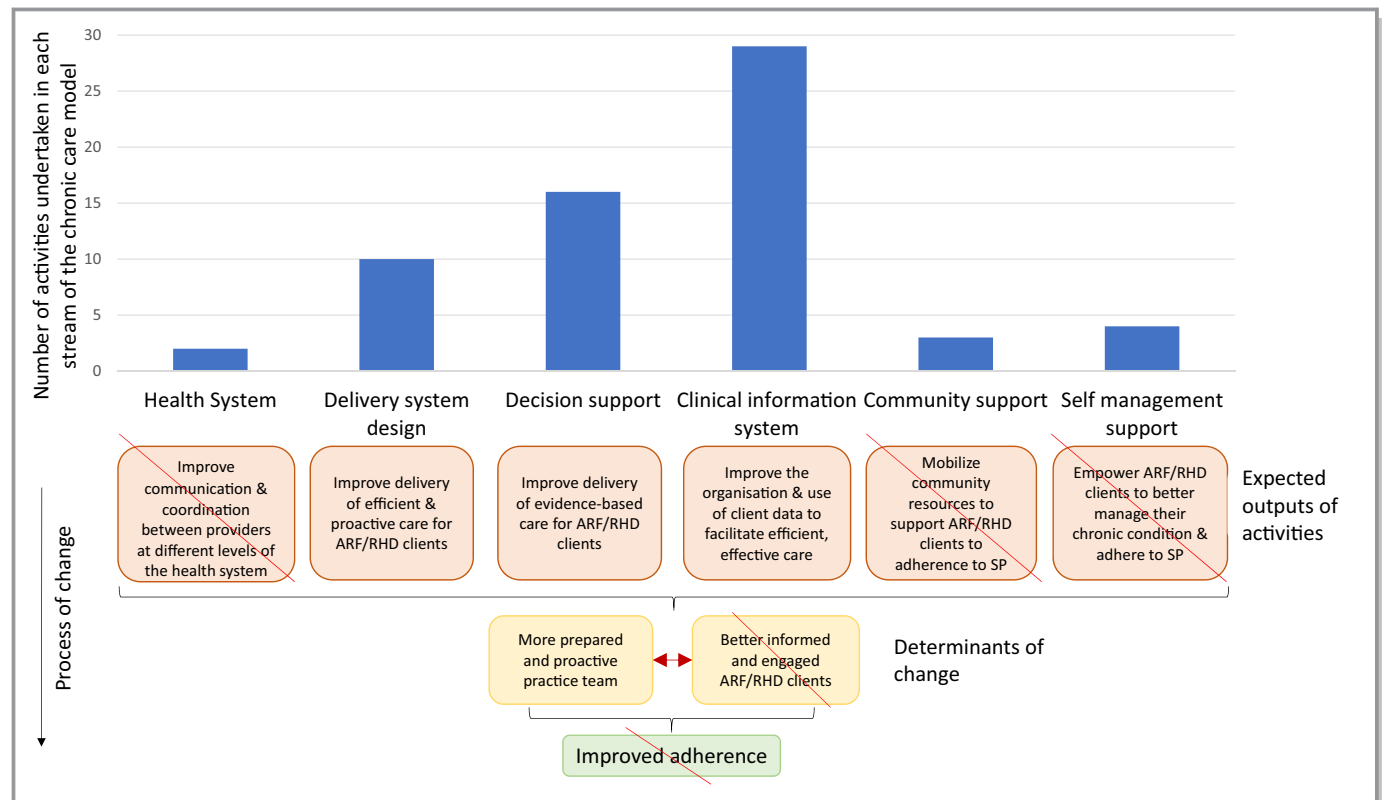 Number of activities undertaken in each
stream of the chronic care model
30
25
20
15
10
5
0
Health System
Delivery system
design
Decision support
Clinical information
system
Community support
Self management
support
Improve
communication &
coordination
between providers
at different levels of
the health system
Improve delivery
of efficient &
proactive care for
ARF/RHD clients
Improve delivery
of evidence-based
care for ARF/RHD
clients
Improve the
organisation & use
of client data to
facilitate efficient,
effective care
Mobilize
community
resources to
support ARF/RHD
clients to
adherence to SP
Empower ARF/RHD
clients to better
manage their
chronic condition &
adhere to SP
Expected
outputs of
activities
Process of change
More prepared
and proactive
practice team
Better informed
and engaged
ARF/RHD clients
Determinants of
change
Improved adherence